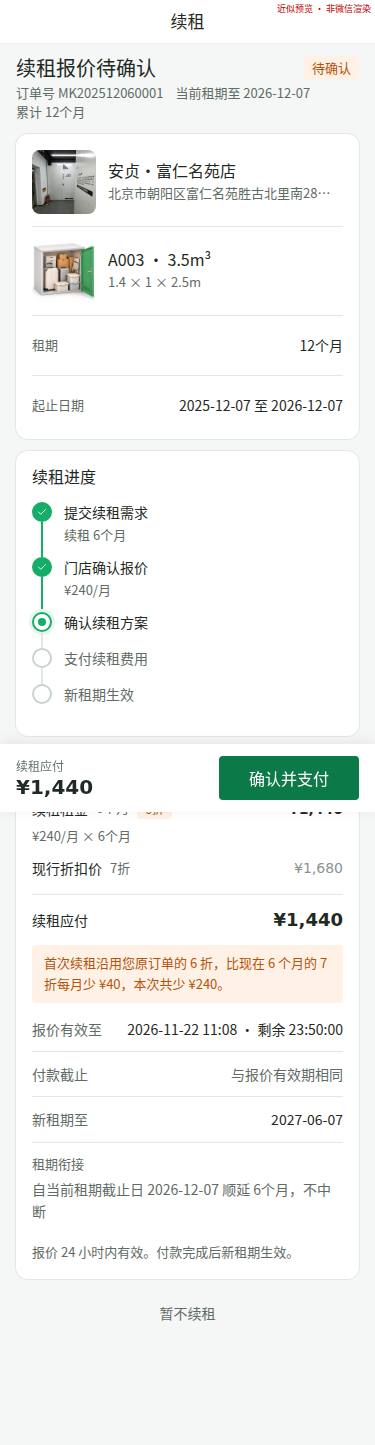 近似预览 · 非微信渲染
续租
续租报价待确认
待确认
订单号 MK202512060001 当前租期至 2026-12-07
累计 12个月
安贞·富仁名苑店
北京市朝阳区富仁名苑胜古北里南28…
A003 · 3.5m³
1.4 × 1 × 2.5m
租期 12个月
起止日期 2025-12-07 至 2026-12-07
续租进度
提交续租需求
续租 6个月
门店确认报价
¥240/月
确认续租方案
支付续租费用
新租期生效
续租应付
¥1,440
确认并支付
¥240/月 × 6个月
现行折扣价 7折 ¥1,680
续租应付 ¥1,440
首次续租沿用您原订单的 6 折，比现在 6 个月的 7
折每月少 ¥40，本次共少 ¥240。
报价有效至 2026-11-22 11:08 · 剩余 23:50:00
付款截止 与报价有效期相同
新租期至 2027-06-07
租期衔接
自当前租期截止日 2026-12-07 顺延 6个月，不中
断
报价 24 小时内有效。付款完成后新租期生效。
暂不续租